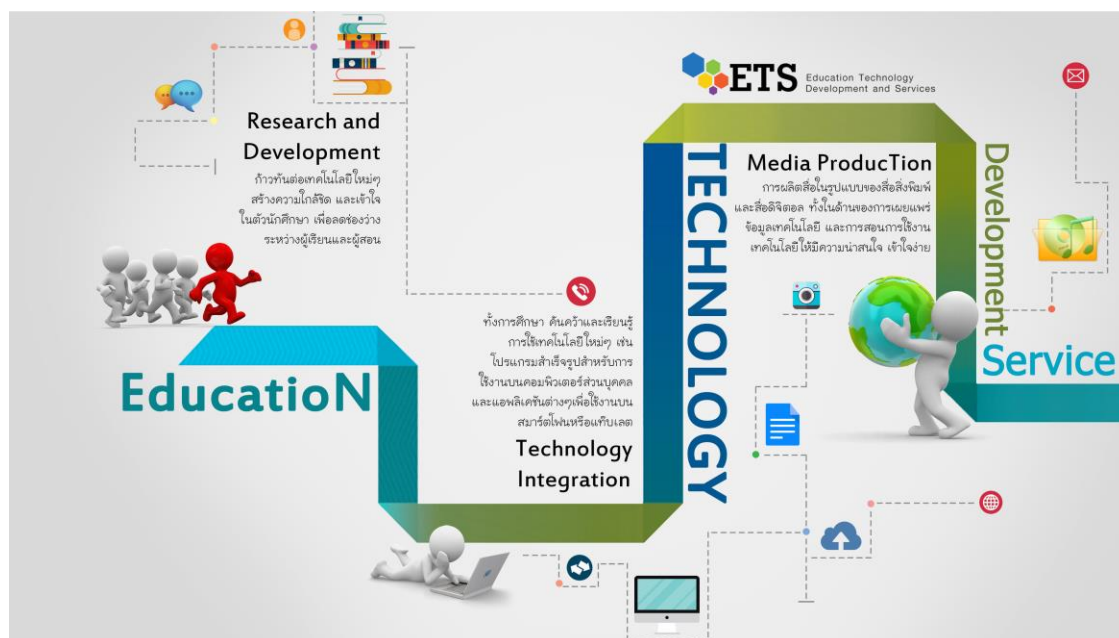 ETS
Education Technology
Development and Services
Research and
Development
ก้าวทันต่อเทคโนโลยีใหม่ๆ
สร้างความใกล้ชิด และเข้าใจ
ในตัวนักศึกษา เพื่อลดช่องว่าง
ระหว่างผู้เรียนและผู้สอน
EducatioN
ทั้งการศึกษา ค้นคว้าและเรียนรู้
การใช้เทคโนโลยีใหม่ๆ เช่น
โปรแกรมสำเร็จรูปสำหรับการ
ใช้งานบนคอมพิวเตอร์ส่วนบุคคล
และแอพลิเคชันต่างๆเพื่อใช้งานบน
สมาร์ตโฟนหรือแท็บเลต
Technology
Integration
TECHNOLOGY
Media ProducTion
การผลิตสื่อในรูปแบบของสื่อสิ่งพิมพ์
และสื่อดิจิตอล ทั้งในด้านของการเผยแพร่
ข้อมูลเทคโนโลยี และการสอนการใช้งาน
เทคโนโลยีให้มีความน่าสนใจ เข้าใจง่าย
Development
Service